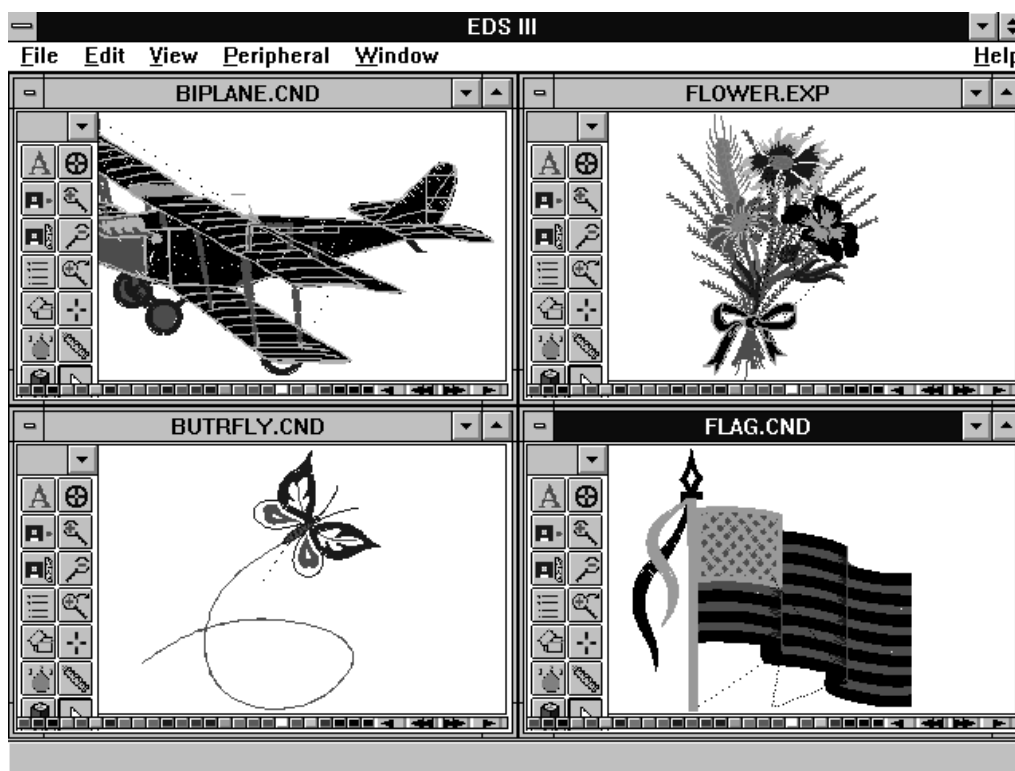 EDS III
File Edit View Peripheral Window Help
BIPLANE.CND
FLOWER.EXP
A
A
BUTRFLY.CND
FLAG.CND
A
A